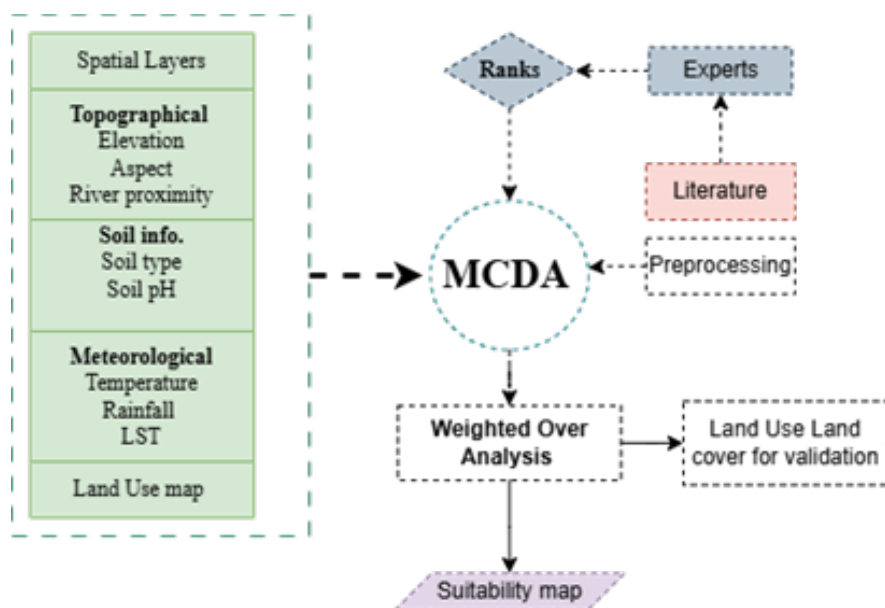 Spatial Layers
Topographical
Elevation
Aspect
River proximity
Soil info.
Soil type
Soil pH
Meteorological
Temperature
Rainfall
LST
Land Use map
Ranks
Experts
Literature
MCDA
Preprocessing
Weighted Over
Analysis
Land Use Land
cover for validation
Suitability map